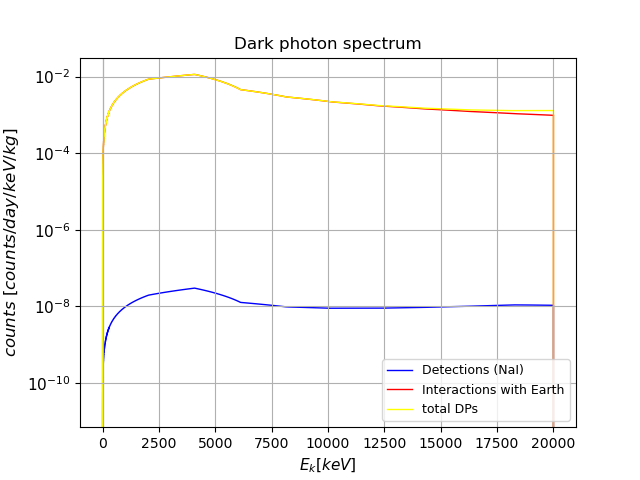 Dark photon spectrum
counts [counts/day/keV/kg]
10⁻²
10⁻⁴
10⁻⁶
10⁻⁸
10⁻¹⁰
Detections (NaI)
Interactions with Earth
total DPs
0 2500 5000 7500 10000 12500 15000 17500 20000
Eₖ[keV]